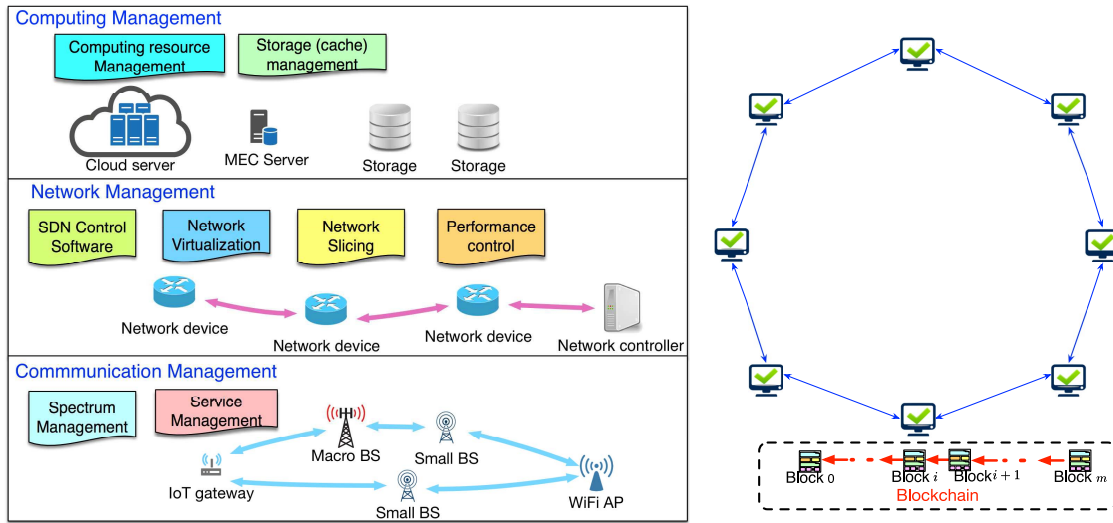 Computing Management
Computing resource
Management
Storage (cache)
management
Cloud server
MEC Server
Storage
Storage
Network Management
SDN Control
Software
Network
Virtualization
Network
Slicing
Performance
control
Network device
Network device
Network device
Network controller
Commmunication Management
Spectrum
Management
Service
Management
Macro BS
Small BS
IoT gateway
Small BS
WiFi AP
Block 0
Block i
Block i + 1
Block m
Blockchain